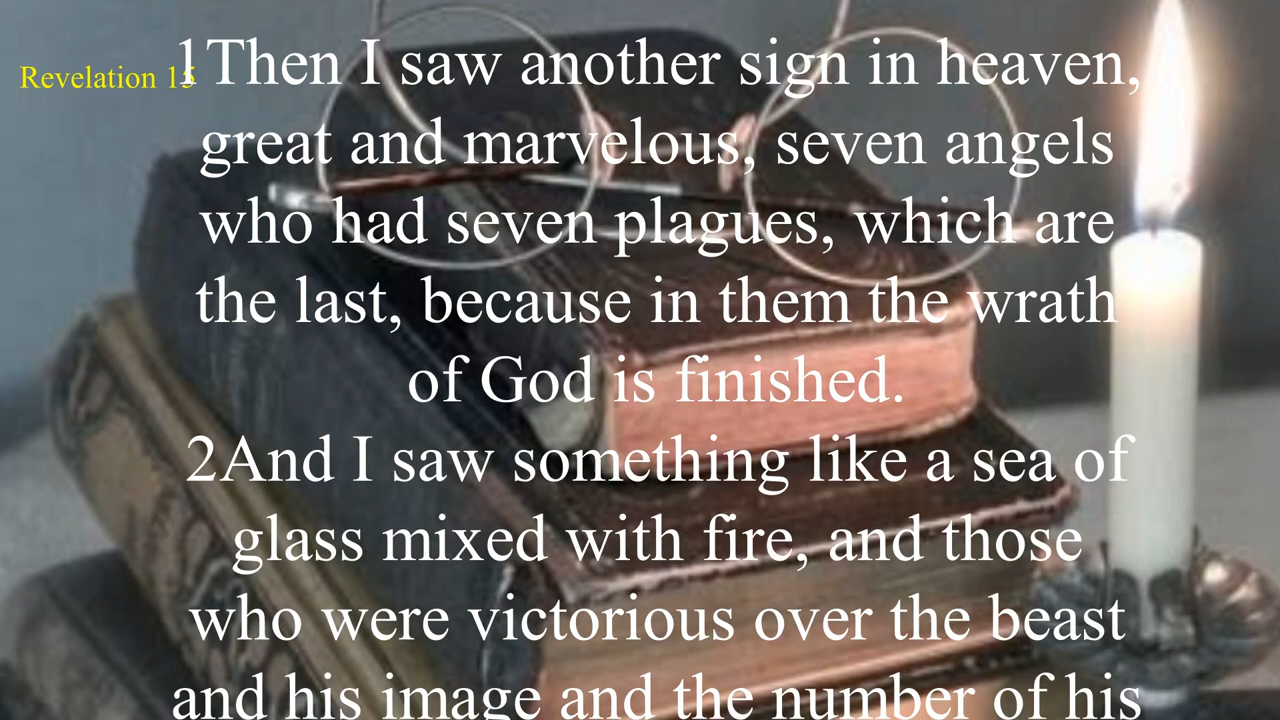 Revelation 15
1Then I saw another sign in heaven,
great and marvelous, seven angels
who had seven plagues, which are
the last, because in them the wrath
of God is finished.
2And I saw something like a sea of
glass mixed with fire, and those
who were victorious over the beast
and his image and the number of his